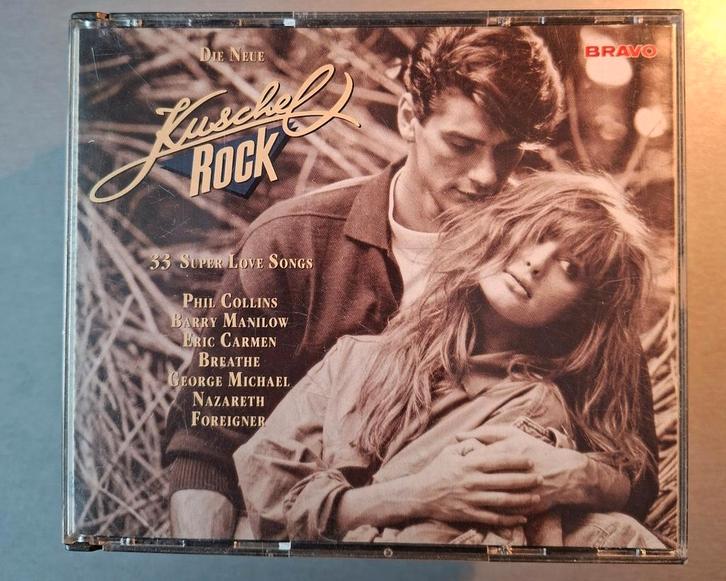 DIE NEUE
BRAVO
Kuschel
ROCK
33 SUPER LOVE SONGS
PHIL COLLINS
BARRY MANILOW
ERIC CARMEN
BREATHE
GEORGE MICHAEL
NAZARETH
FOREIGNER